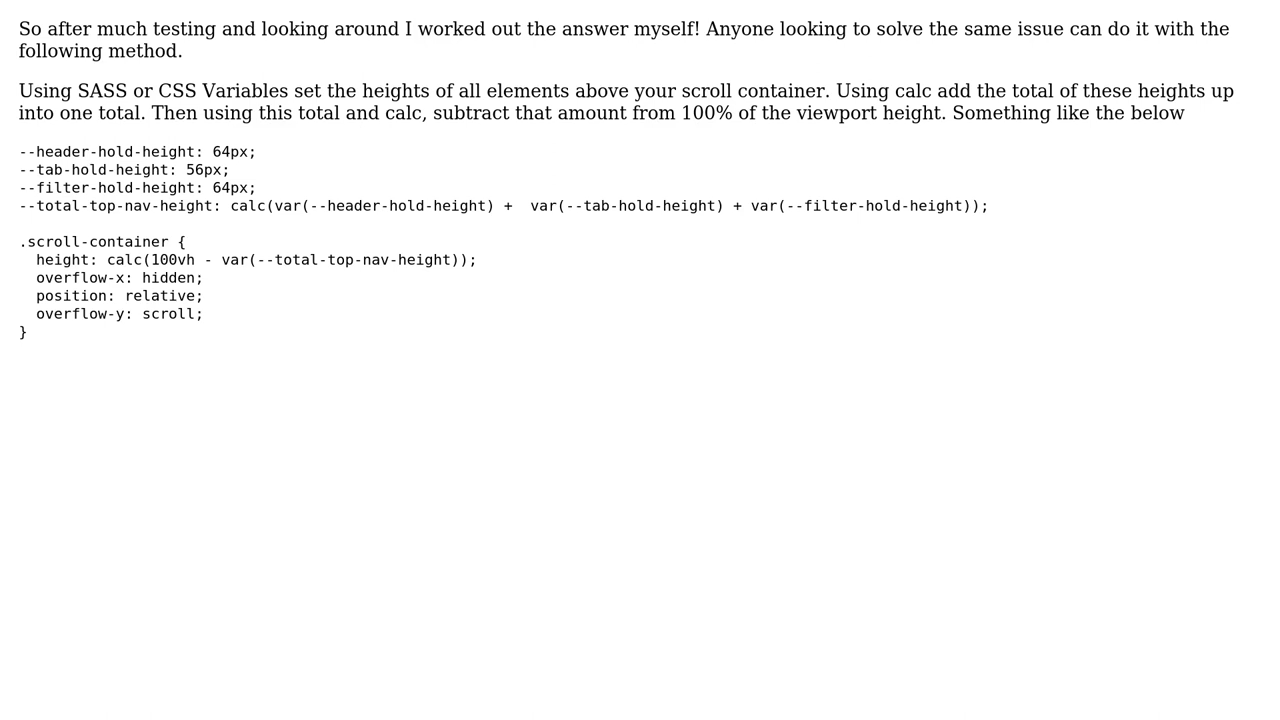 So after much testing and looking around I worked out the answer myself! Anyone looking to solve the same issue can do it with the
following method.
Using SASS or CSS Variables set the heights of all elements above your scroll container. Using calc add the total of these heights up
into one total. Then using this total and calc, subtract that amount from 100% of the viewport height. Something like the below
--header-hold-height: 64px;
--tab-hold-height: 56px;
--filter-hold-height: 64px;
--total-top-nav-height: calc(var(--header-hold-height) +  var(--tab-hold-height) + var(--filter-hold-height));
.scroll-container {
  height: calc(100vh - var(--total-top-nav-height));
  overflow-x: hidden;
  position: relative;
  overflow-y: scroll;
}